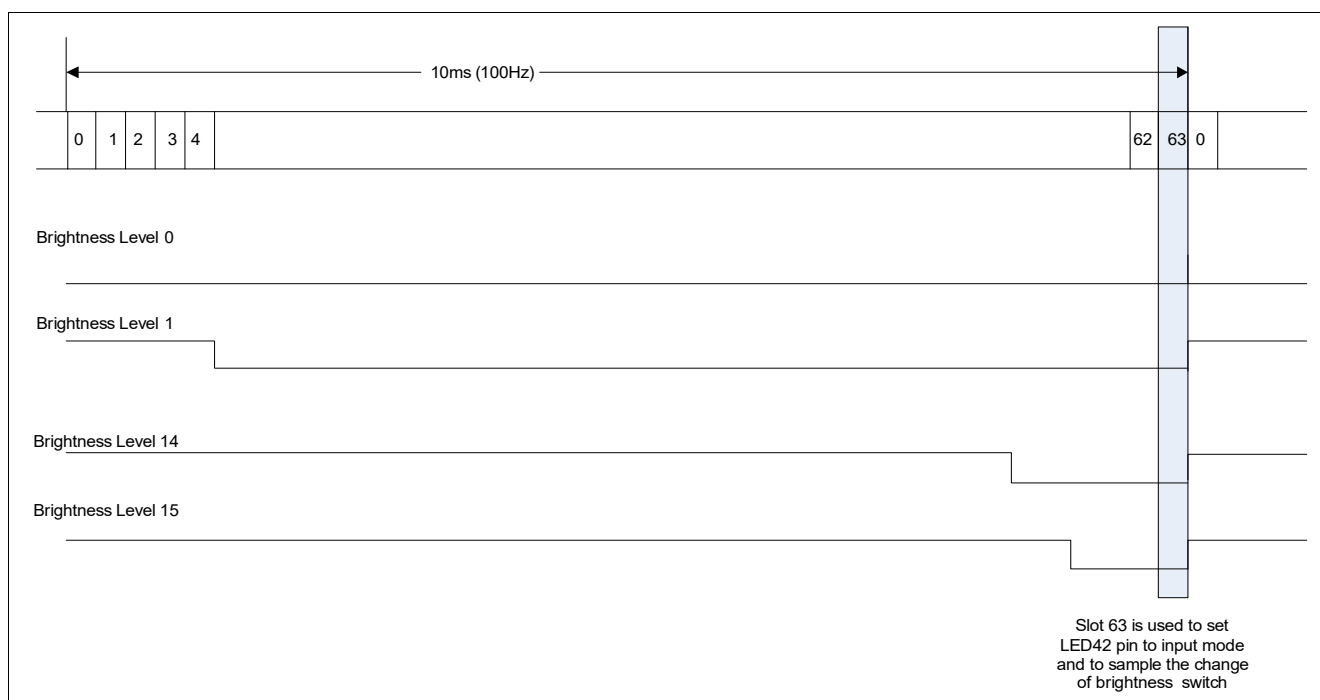 10ms (100Hz)
0 1 2 3 4 62 63 0
Brightness Level 0
Brightness Level 1
Brightness Level 14
Brightness Level 15
Slot 63 is used to set
LED42 pin to input mode
and to sample the change
of brightness switch